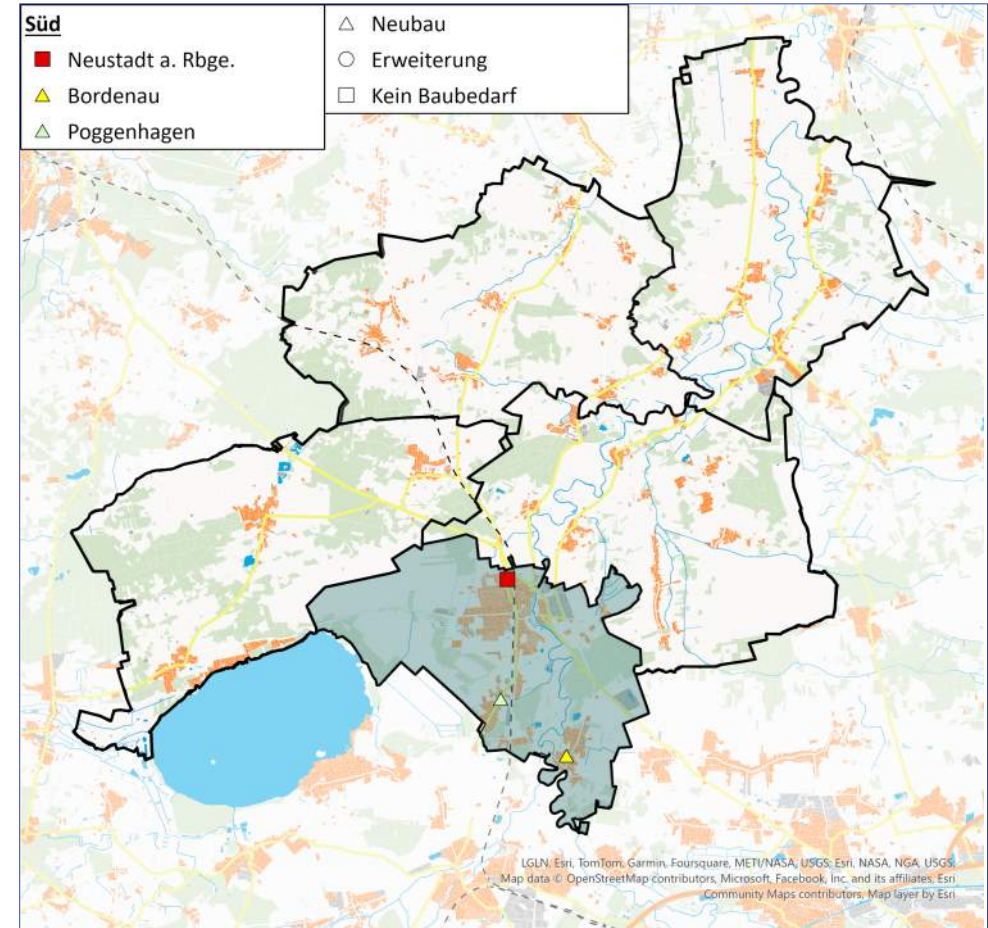 Süd
Neustadt a. Rbge.
Bordenau
Poggenhagen
Neubau
Erweiterung
Kein Baubedarf
LGLN, Esri, TomTom, Garmin, Foursquare, METI/NASA, USGS; Esri, NASA, NGA, USGS;
Map data © OpenStreetMap contributors, Microsoft, Facebook, Inc. and its affiliates, Esri
Community Maps contributors, Map layer by Esri